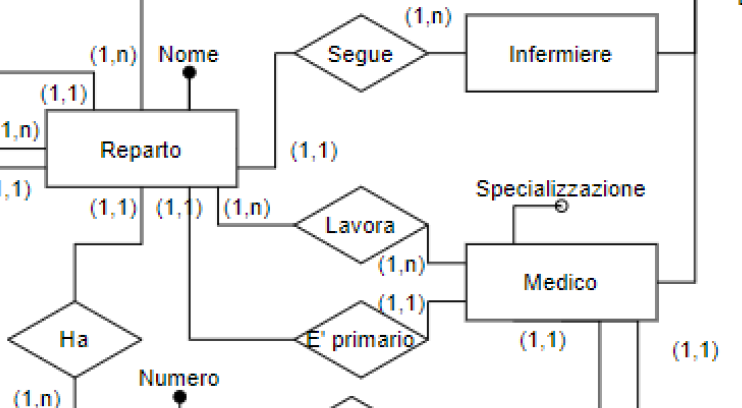 (1,n)
(1,n)
Nome
Segue
Infermiere
(1,1)
1,n)
Reparto
(1,1)
,1)
Specializzazione
(1,1)
(1,1)
(1,n)
Lavora
(1,n)
Medico
(1,1)
Ha
E' primario
(1,1)
(1,1)
Numero
(1,n)